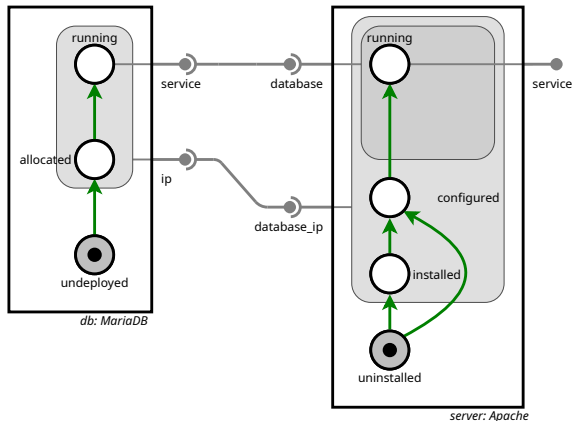 running
running
service
database
service
allocated
ip
configured
database_ip
installed
undeployed
db: MariaDB
uninstalled
server: Apache